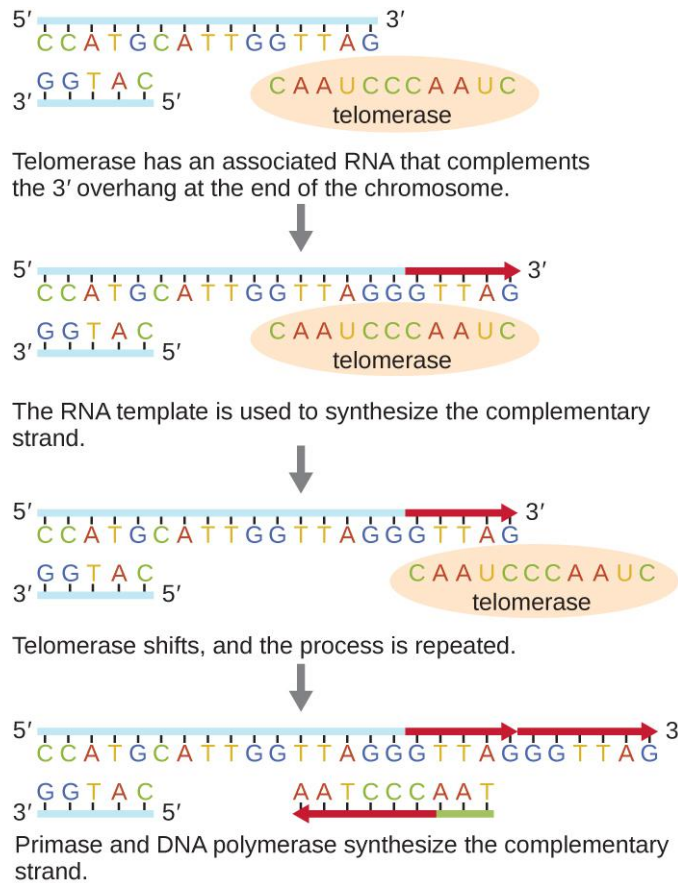 5′ 3′
CCATGCATTGGTTAG
GGTAC CAAUCCCAAUC
3′ 5′ telomerase
Telomerase has an associated RNA that complements
the 3′ overhang at the end of the chromosome.
5′ 3′
CCATGCATTGGTTAGGGTTAG
GGTAC CAAUCCCAAUC
3′ 5′ telomerase
The RNA template is used to synthesize the complementary
strand.
5′ 3′
CCATGCATTGGTTAGGGTTAG
GGTAC CAAUCCCAAUC
3′ 5′ telomerase
Telomerase shifts, and the process is repeated.
5′ 3
CCATGCATTGGTTAGGGTTAGGGTTAG
GGTAC AATCCCAAT
3′ 5′
Primase and DNA polymerase synthesize the complementary
strand.